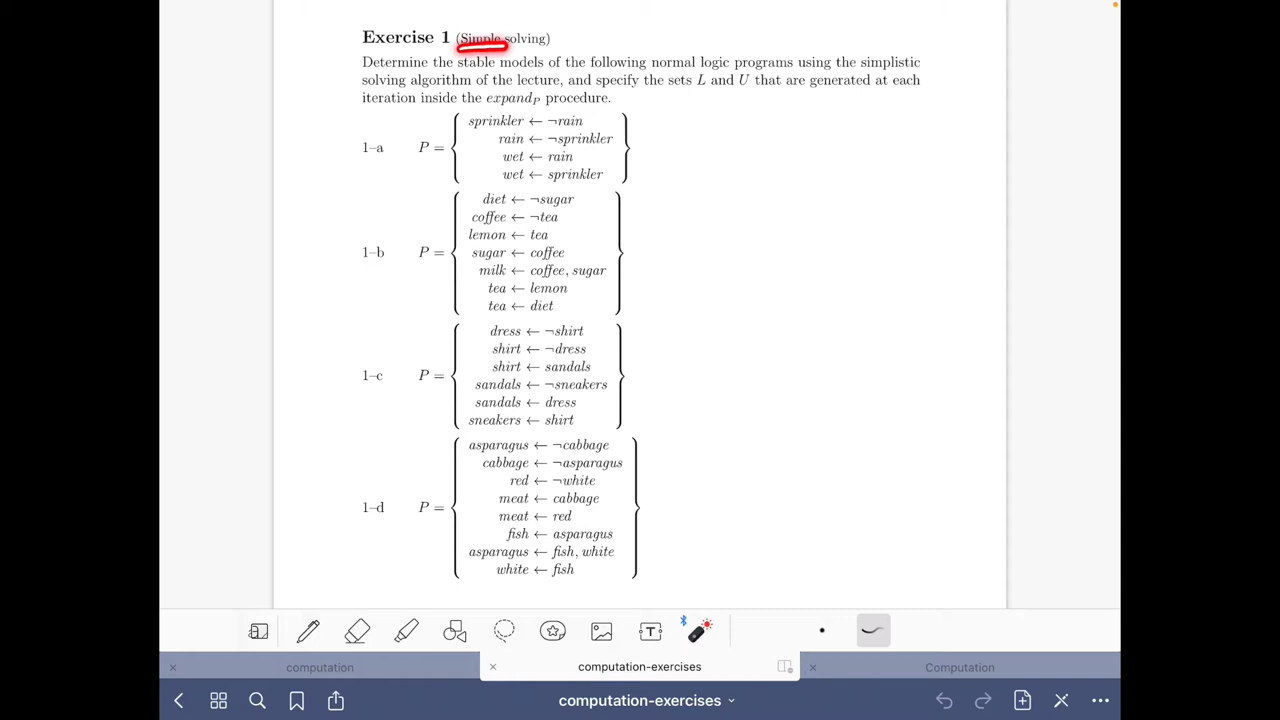 Exercise 1 (Simple solving)
Determine the stable models of the following normal logic programs using the simplistic
solving algorithm of the lecture, and specify the sets L and U that are generated at each
iteration inside the expand_P procedure.
1–a P = { sprinkler ← ¬rain
rain ← ¬sprinkler
wet ← rain
wet ← sprinkler }
1–b P = { diet ← ¬sugar
coffee ← ¬tea
lemon ← tea
sugar ← coffee
milk ← coffee, sugar
tea ← lemon
tea ← diet }
1–c P = { dress ← ¬shirt
shirt ← ¬dress
shirt ← sandals
sandals ← ¬sneakers
sandals ← dress
sneakers ← shirt }
1–d P = { asparagus ← ¬cabbage
cabbage ← ¬asparagus
red ← ¬white
meat ← cabbage
meat ← red
fish ← asparagus
asparagus ← fish, white
white ← fish }
T
computation
computation-exercises
Computation
computation-exercises